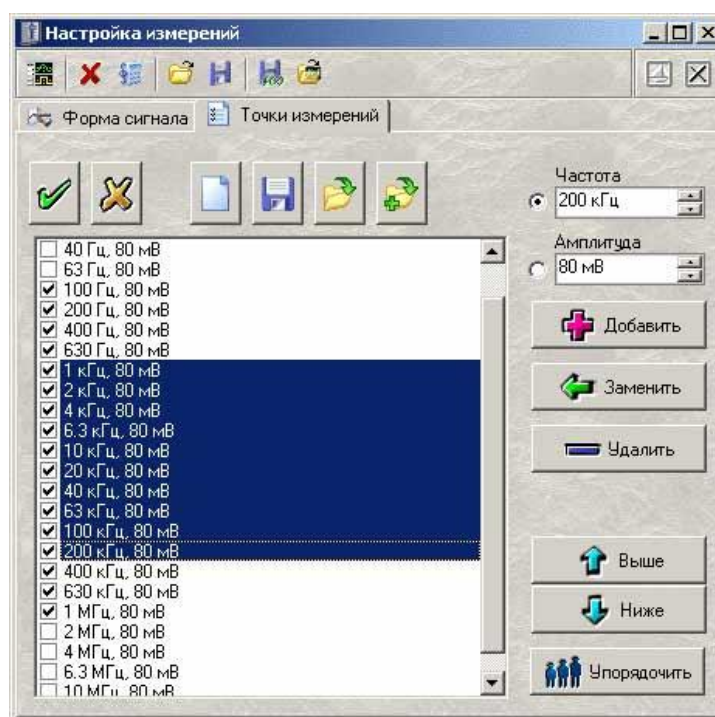 Настройка измерений
Форма сигнала
Точки измерений
Частота
200 кГц
Амплитуда
80 мВ
40 Гц, 80 мВ
63 Гц, 80 мВ
100 Гц, 80 мВ
200 Гц, 80 мВ
400 Гц, 80 мВ
630 Гц, 80 мВ
1 кГц, 80 мВ
2 кГц, 80 мВ
4 кГц, 80 мВ
6.3 кГц, 80 мВ
10 кГц, 80 мВ
20 кГц, 80 мВ
40 кГц, 80 мВ
63 кГц, 80 мВ
100 кГц, 80 мВ
200 кГц, 80 мВ
400 кГц, 80 мВ
630 кГц, 80 мВ
1 МГц, 80 мВ
2 МГц, 80 мВ
4 МГц, 80 мВ
6.3 МГц, 80 мВ
10 МГц, 80 мВ
Добавить
Заменить
Удалить
Выше
Ниже
Упорядочить